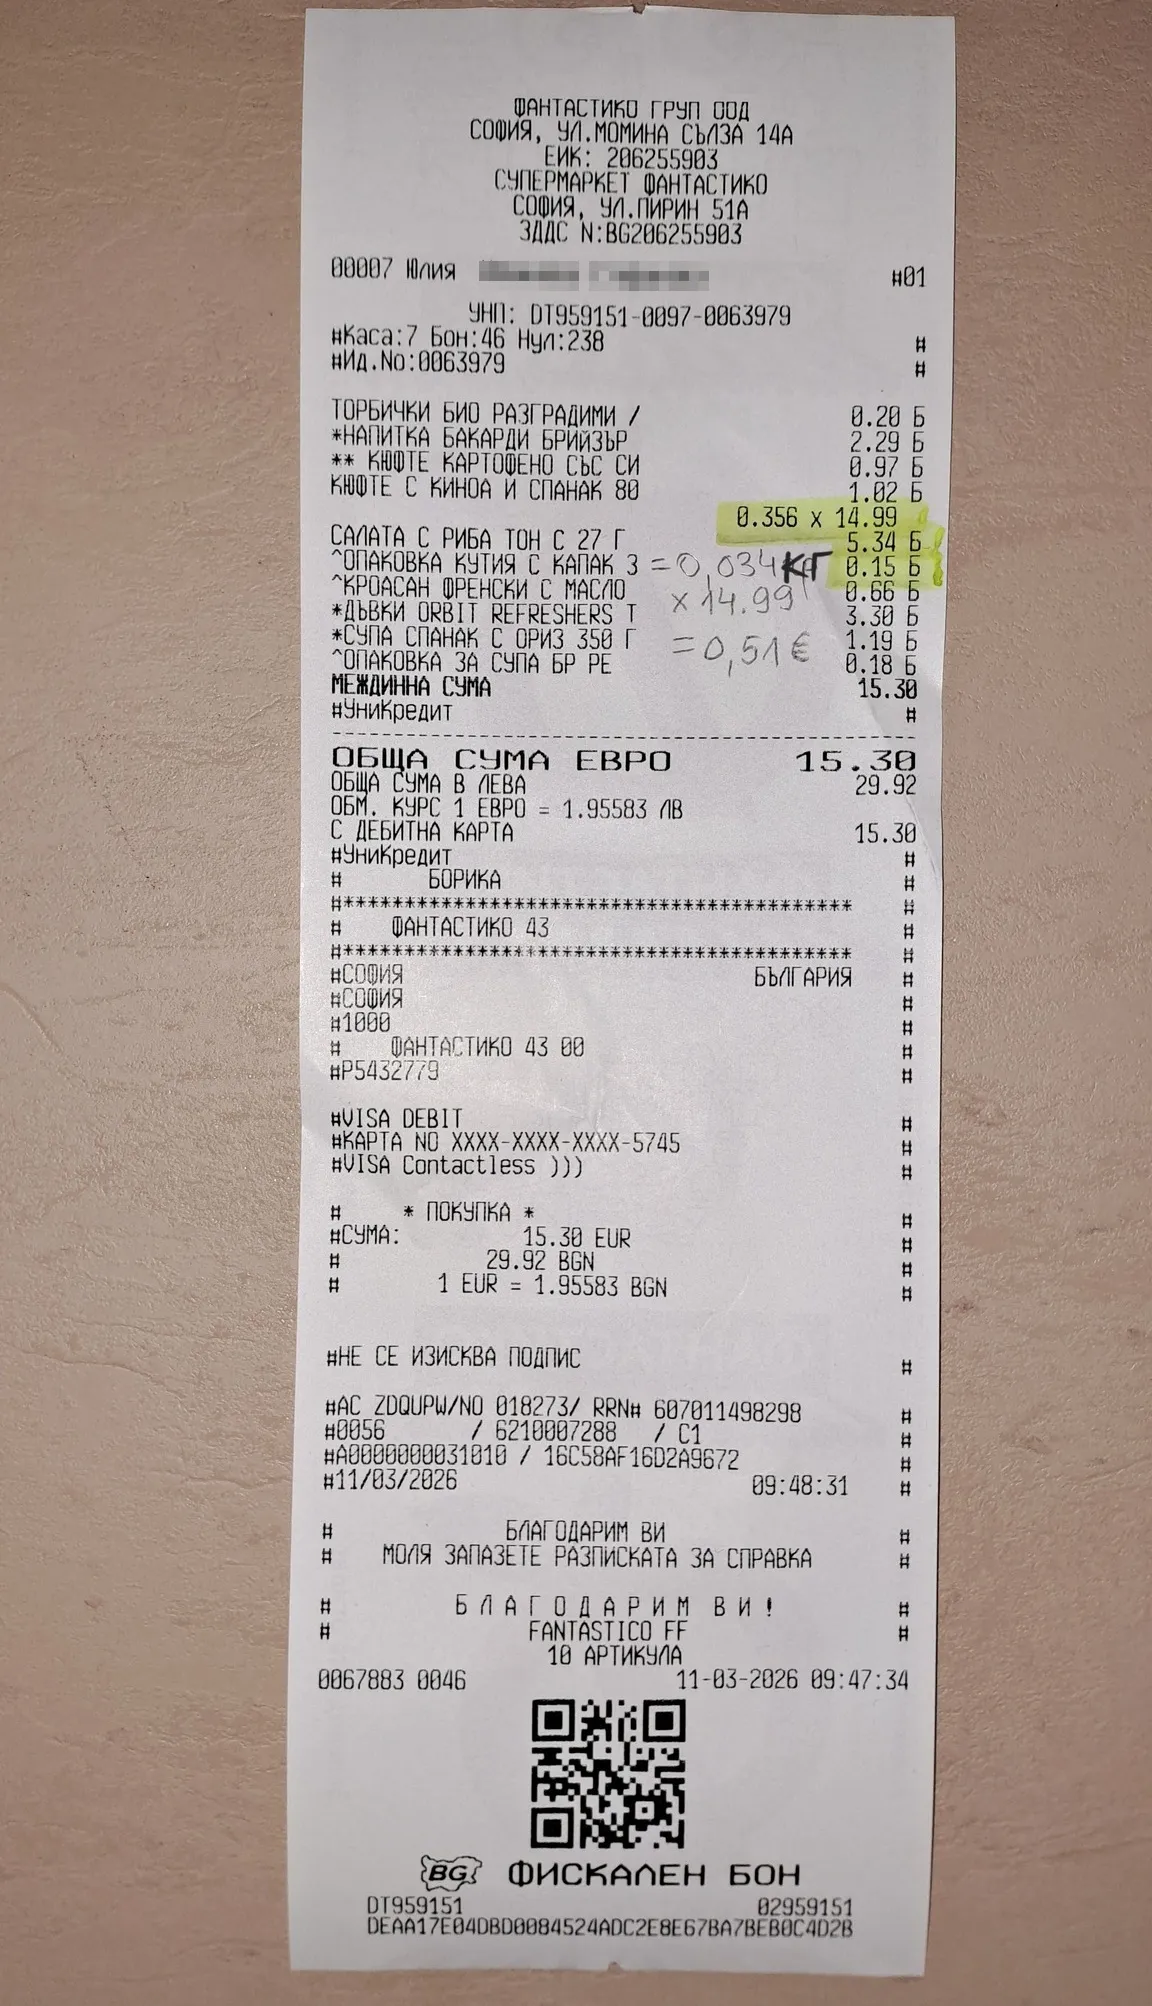 ФАНТАСТИКО ГРУП ООД
СОФИЯ, УЛ.МОМИНА СЪЛЗА 14А
ЕИК: 206255903
СУПЕРМАРКЕТ ФАНТАСТИКО
СОФИЯ, УЛ.ПИРИН 51А
ЗДДС N:BG206255903
00007 Юлия #01
УНП: DT959151-0097-0063979
#Каса:7 Бон:46 Нул:238 #
#Ид.No:0063979 #
ТОРБИЧКИ БИО РАЗГРАДИМИ / 0.20 Б
*НАПИТКА БАКАРДИ БРИЙЗЪР 2.29 Б
** КЮФТЕ КАРТОФЕНО СЪС СИ 0.97 Б
КЮФТЕ С КИНОА И СПАНАК 80 1.02 Б
0.356 x 14.99
САЛАТА С РИБА ТОН С 27 Г 5.34 Б
^ОПАКОВКА КУТИЯ С КАПАК 3 =0,034КГ 0.15 Б
^КРОАСАН ФРЕНСКИ С МАСЛО x 14.99 0.66 Б
*ДЪВКИ ORBIT REFRESHERS T 3.30 Б
*СУПА СПАНАК С ОРИЗ 350 Г =0,51€ 1.19 Б
^ОПАКОВКА ЗА СУПА БР РЕ 0.18 Б
МЕЖДИННА СУМА 15.30
#УниКредит #
ОБЩА СУМА ЕВРО 15.30
ОБЩА СУМА В ЛЕВА 29.92
ОБМ. КУРС 1 ЕВРО = 1.95583 ЛВ
С ДЕБИТНА КАРТА 15.30
#УниКредит #
# БОРИКА #
#****************************************** #
# ФАНТАСТИКО 43 #
#****************************************** #
#СОФИЯ БЪЛГАРИЯ #
#СОФИЯ #
#1000 #
# ФАНТАСТИКО 43 00 #
#P5432779 #
#VISA DEBIT #
#КАРТА NO XXXX-XXXX-XXXX-5745 #
#VISA Contactless ))) #
# * ПОКУПКА * #
#СУМА: 15.30 EUR #
# 29.92 BGN #
# 1 EUR = 1.95583 BGN #
#НЕ СЕ ИЗИСКВА ПОДПИС #
#AC ZDQUPW/NO 018273/ RRN# 607011498298 #
#0056 / 6210007288 / C1 #
#A0000000031010 / 16C58AF16D2A9672 #
#11/03/2026 09:48:31 #
# БЛАГОДАРИМ ВИ #
# МОЛЯ ЗАПАЗЕТЕ РАЗПИСКАТА ЗА СПРАВКА #
# Б Л А Г О Д А Р И М  В И ! #
# FANTASTICO FF #
10 АРТИКУЛА
0067883 0046 11-03-2026 09:47:34
BG ФИСКАЛЕН БОН
DT959151 02959151
DEAA17E04DBD0084524ADC2E8E67BA7BEB0C4D2B